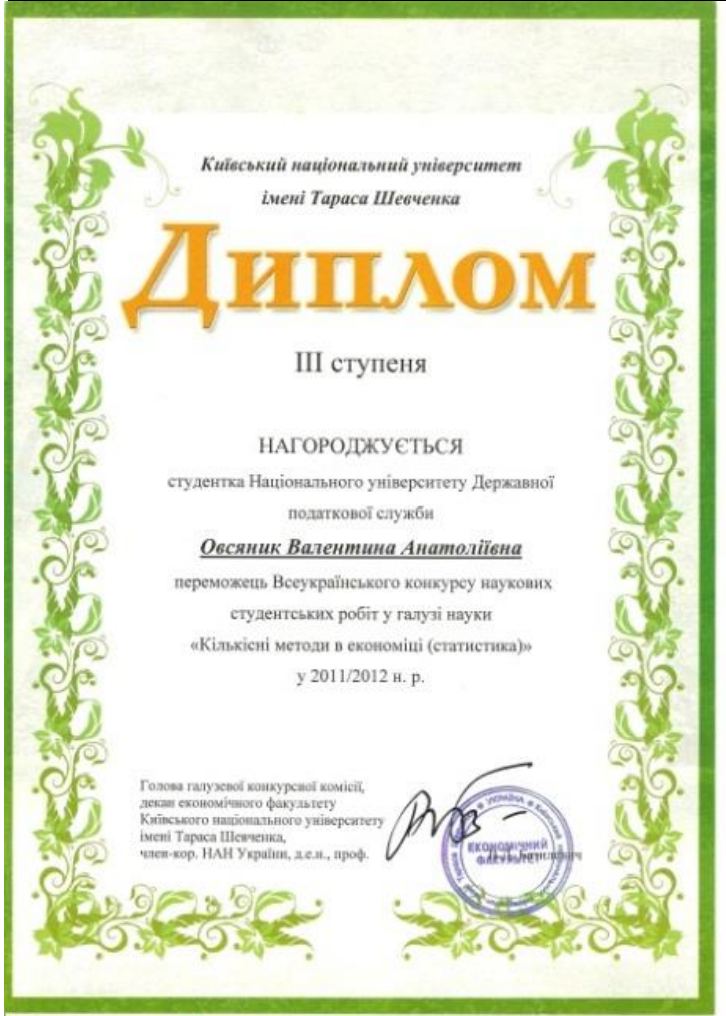 Київський національний університет
імені Тараса Шевченка
Диплом
III ступеня
НАГОРОДЖУЄТЬСЯ
студентка Національного університету Державної
податкової служби
Овсяник Валентина Анатоліївна
переможець Всеукраїнського конкурсу наукових
студентських робіт у галузі науки
«Кількісні методи в економіці (статистика)»
у 2011/2012 н. р.
Голова галузевої конкурсної комісії,
декан економічного факультету
Київського національного університету
імені Тараса Шевченка,
член-кор. НАН України, д.е.н., проф.
УКРАЇНА
ЕКОНОМІЧНИЙ
ФАКУЛЬТЕТ